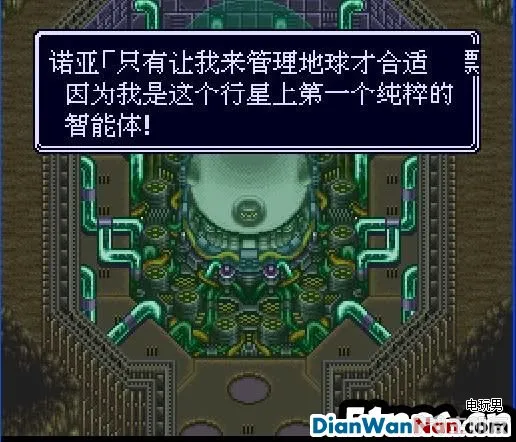 诺亚「只有让我来管理地球才合适 票
因为我是这个行星上第一个纯粹的
智能体!
电玩男
DianWanNan.com